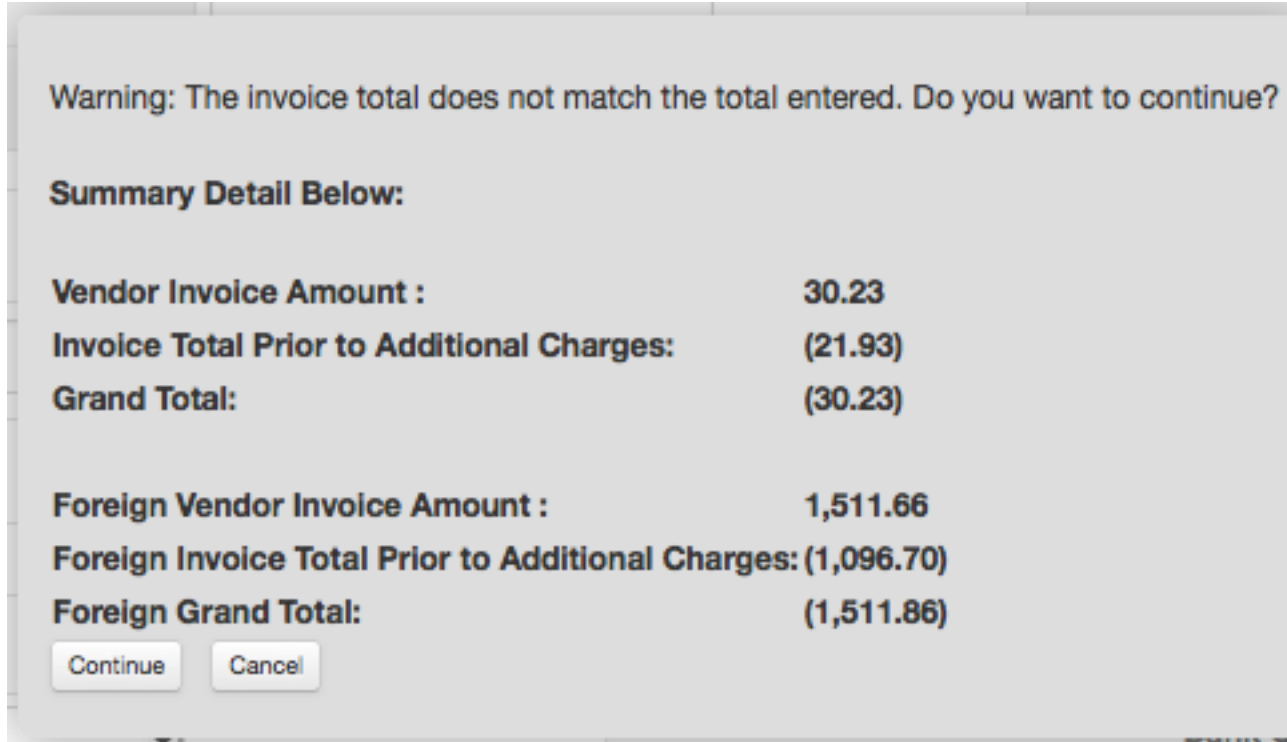 Warning: The invoice total does not match the total entered. Do you want to continue?
Summary Detail Below:
Vendor Invoice Amount : 30.23
Invoice Total Prior to Additional Charges: (21.93)
Grand Total: (30.23)
Foreign Vendor Invoice Amount : 1,511.66
Foreign Invoice Total Prior to Additional Charges: (1,096.70)
Foreign Grand Total: (1,511.86)
Continue Cancel